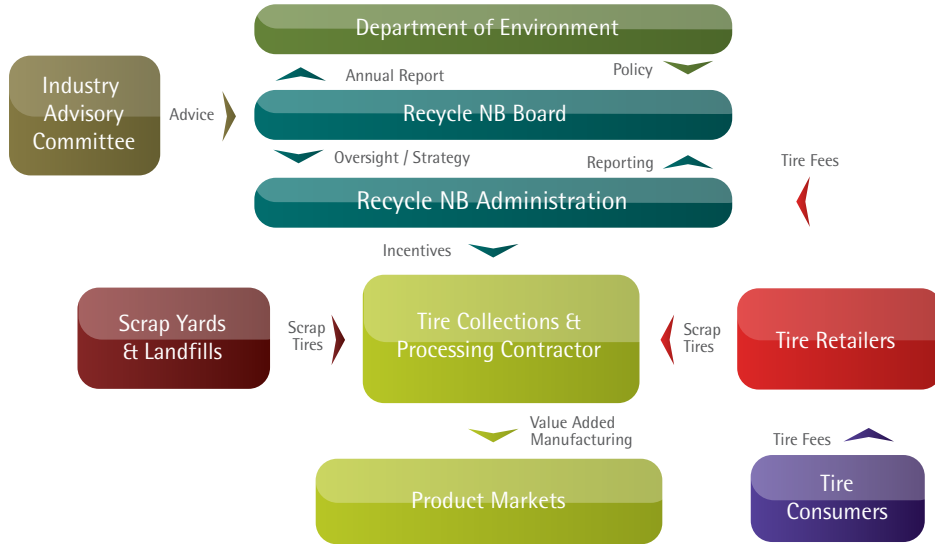 Department of Environment
Industry
Advisory
Committee
Annual Report
Policy
Advice
Recycle NB Board
Oversight / Strategy
Reporting
Tire Fees
Recycle NB Administration
Incentives
Scrap Yards
& Landfills
Scrap
Tires
Tire Collections &
Processing Contractor
Scrap
Tires
Tire Retailers
Value Added
Manufacturing
Tire Fees
Product Markets
Tire
Consumers